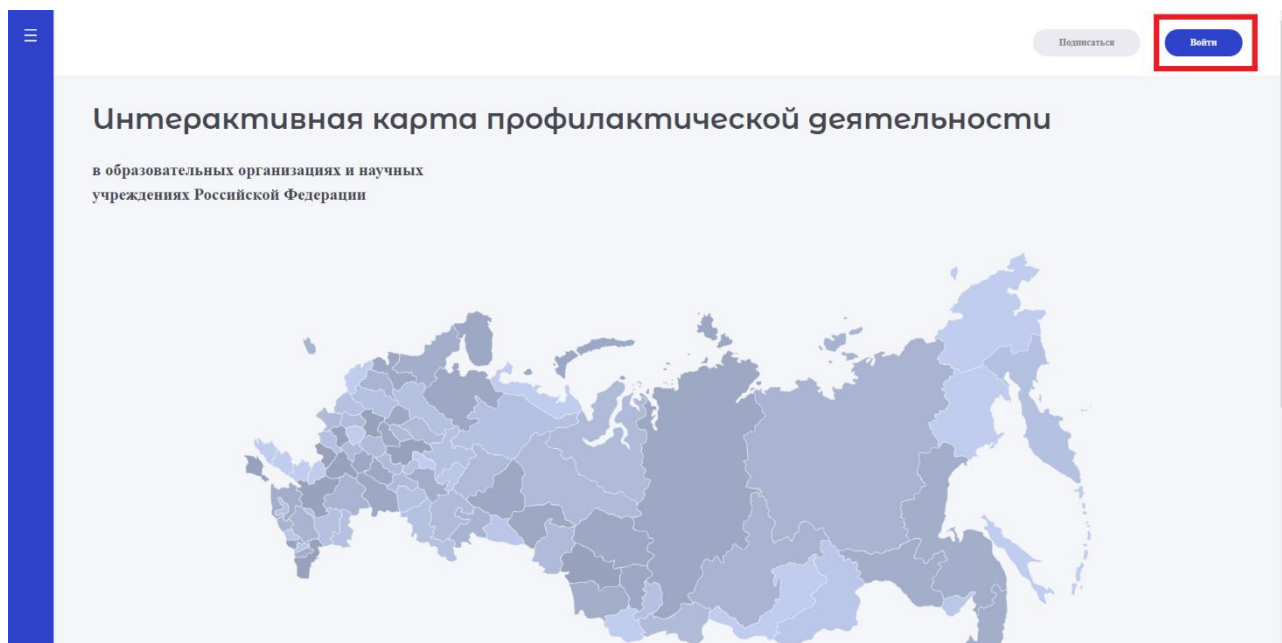 Подписаться
Войти
Интерактивная карта профилактической деятельности
в образовательных организациях и научных
учреждениях Российской Федерации